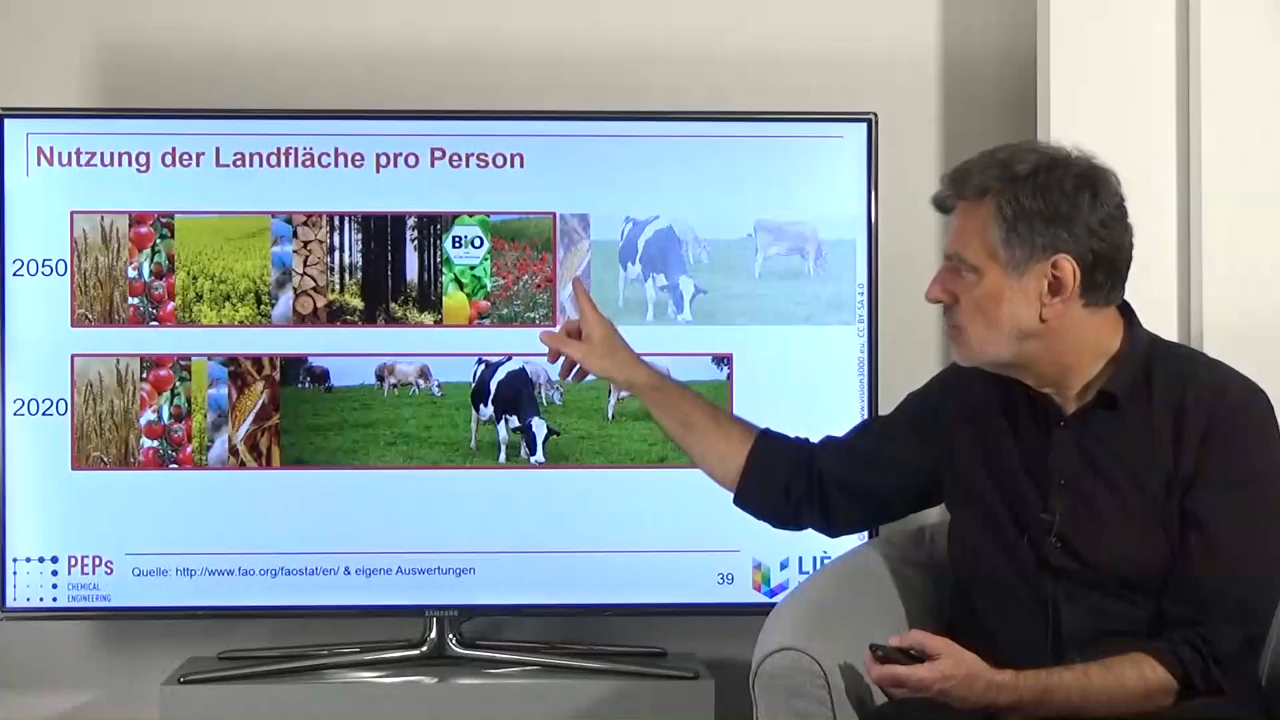 Nutzung der Landfläche pro Person
2050
BIO
2020
www.vision3000.eu, CC BY-SA 4.0
PEPs
CHEMICAL
ENGINEERING
Quelle: http://www.fao.org/faostat/en/ & eigene Auswertungen
39
LIÈ
SAMSUNG